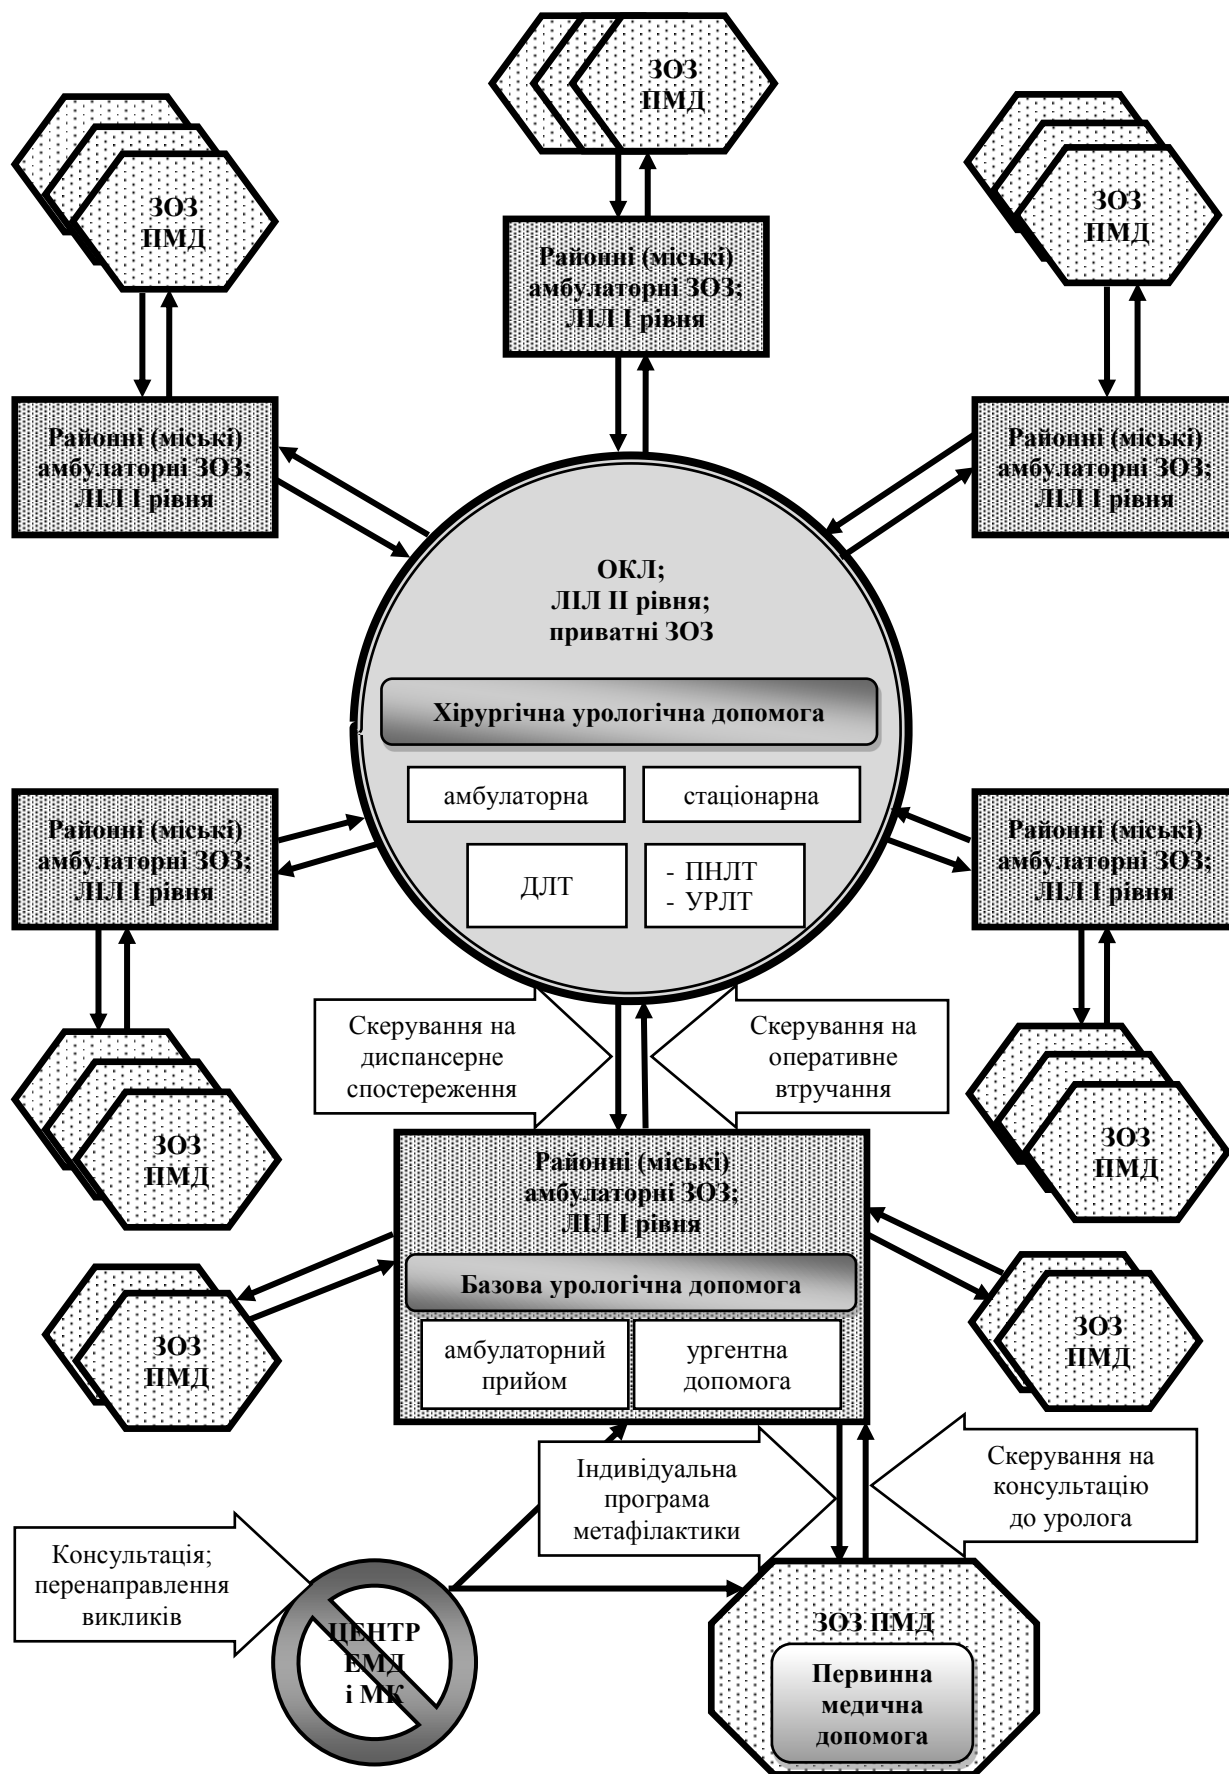 ЗОЗ
ПМД
ЗОЗ
ПМД
ЗОЗ
ПМД
Районні (міські)
амбулаторні ЗОЗ;
ЛІЛ І рівня
Районні (міські)
амбулаторні ЗОЗ;
ЛІЛ І рівня
Районні (міські)
амбулаторні ЗОЗ;
ЛІЛ І рівня
ОКЛ;
ЛІЛ ІІ рівня;
приватні ЗОЗ
Хірургічна урологічна допомога
амбулаторна
стаціонарна
ДЛТ
- ПНЛТ
- УРЛТ
Районні (міські)
амбулаторні ЗОЗ;
ЛІЛ І рівня
Районні (міські)
амбулаторні ЗОЗ;
ЛІЛ І рівня
Скерування на
диспансерне
спостереження
Скерування на
оперативне
втручання
ЗОЗ
ПМД
ЗОЗ
ПМД
Районні (міські)
амбулаторні ЗОЗ;
ЛІЛ І рівня
Базова урологічна допомога
амбулаторний
прийом
ургентна
допомога
ЗОЗ
ПМД
ЗОЗ
ПМД
Індивідуальна
програма
метафілактики
Скерування на
консультацію
до уролога
Консультація;
перенаправлення
викликів
ЦЕНТР
ЕМД
і МК
ЗОЗ ПМД
Первинна
медична
допомога